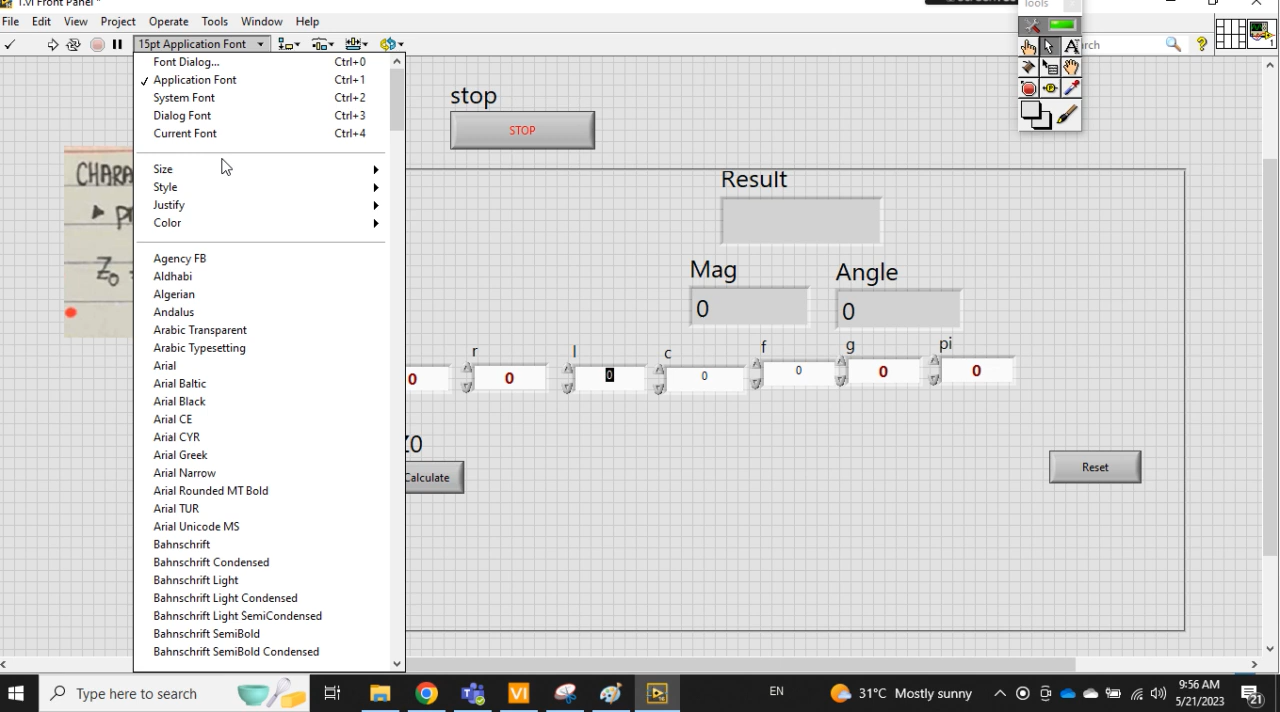 1.vi Front Panel *
Tools
File Edit View Project Operate Tools Window Help
15pt Application Font
Font Dialog... Ctrl+0
Application Font Ctrl+1
System Font Ctrl+2
Dialog Font Ctrl+3
Current Font Ctrl+4
Size
Style
Justify
Color
Agency FB
Aldhabi
Algerian
Andalus
Arabic Transparent
Arabic Typesetting
Arial
Arial Baltic
Arial Black
Arial CE
Arial CYR
Arial Greek
Arial Narrow
Arial Rounded MT Bold
Arial TUR
Arial Unicode MS
Bahnschrift
Bahnschrift Condensed
Bahnschrift Light
Bahnschrift Light Condensed
Bahnschrift Light SemiCondensed
Bahnschrift SemiBold
Bahnschrift SemiBold Condensed
CHARA
Z₀ =
stop
STOP
Result
Mag Angle
0 0
r l c f g pi
0 0 0 0 0 0 0
Z0
Calculate
Reset
Type here to search
VI
EN
31°C Mostly sunny
9:56 AM
5/21/2023
21